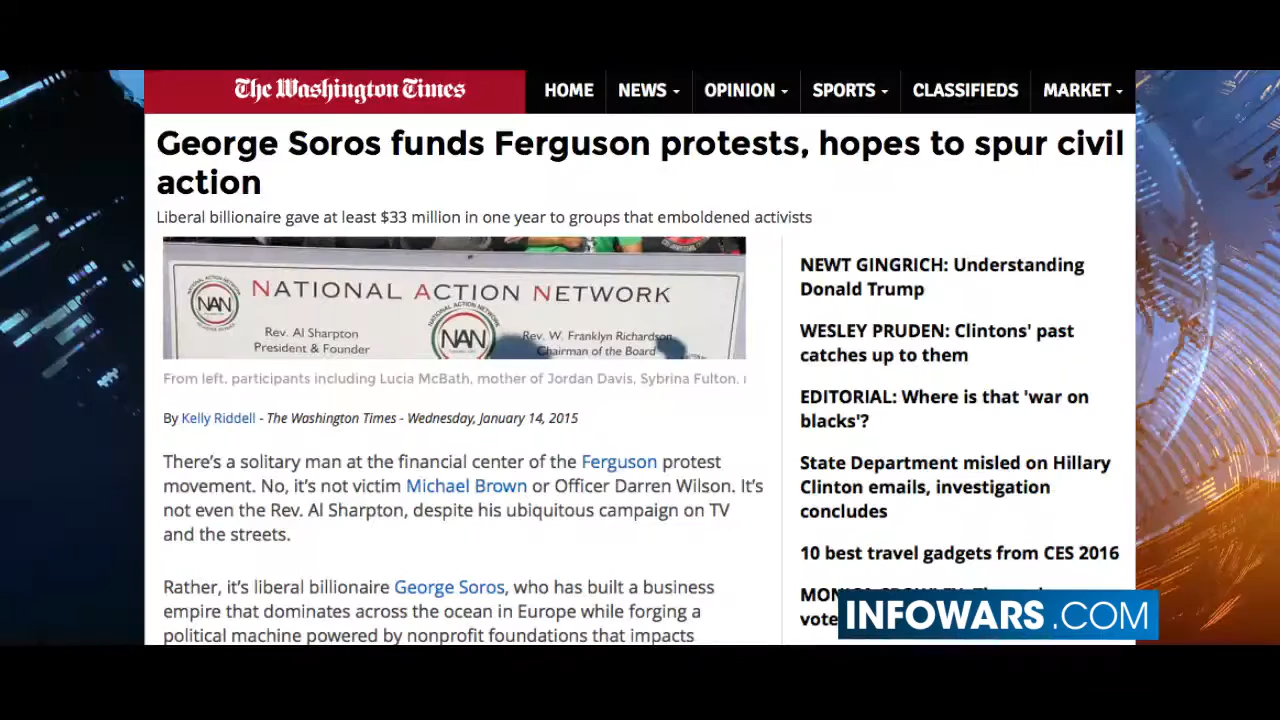 The Washington Times
HOME NEWS OPINION SPORTS CLASSIFIEDS MARKET
George Soros funds Ferguson protests, hopes to spur civil
action
Liberal billionaire gave at least $33 million in one year to groups that emboldened activists
NATIONAL ACTION NETWORK
NAN
Rev. Al Sharpton
President & Founder
NATIONAL ACTION NETWORK
NAN
Rev. W. Franklyn Richardson
Chairman of the Board
From left, participants including Lucia McBath, mother of Jordan Davis, Sybrina Fulton,
By Kelly Riddell - The Washington Times - Wednesday, January 14, 2015
There's a solitary man at the financial center of the Ferguson protest
movement. No, it's not victim Michael Brown or Officer Darren Wilson. It's
not even the Rev. Al Sharpton, despite his ubiquitous campaign on TV
and the streets.
Rather, it's liberal billionaire George Soros, who has built a business
empire that dominates across the ocean in Europe while forging a
political machine powered by nonprofit foundations that impacts
NEWT GINGRICH: Understanding
Donald Trump
WESLEY PRUDEN: Clintons' past
catches up to them
EDITORIAL: Where is that 'war on
blacks'?
State Department misled on Hillary
Clinton emails, investigation
concludes
10 best travel gadgets from CES 2016
INFOWARS.COM